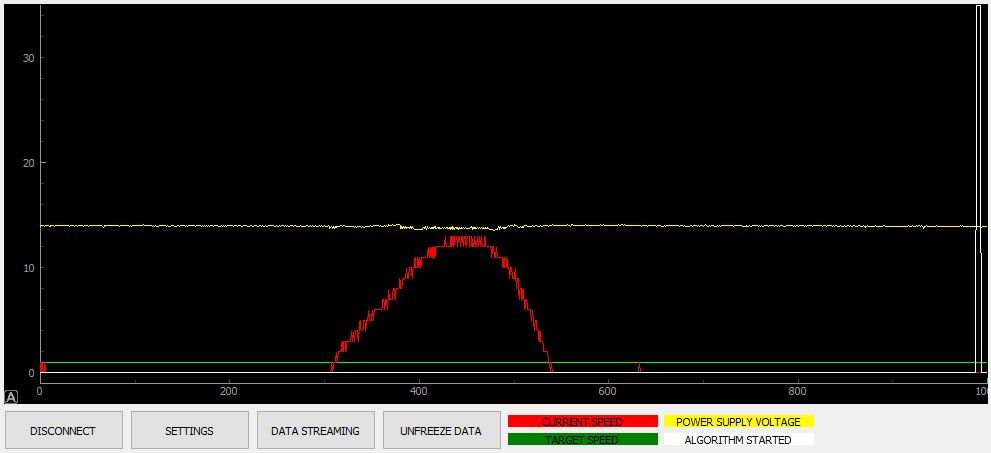 30
20
10
0
0 200 400 600 800 100
A
DISCONNECT SETTINGS DATA STREAMING UNFREEZE DATA
CURRENT SPEED POWER SUPPLY VOLTAGE
TARGET SPEED ALGORITHM STARTED